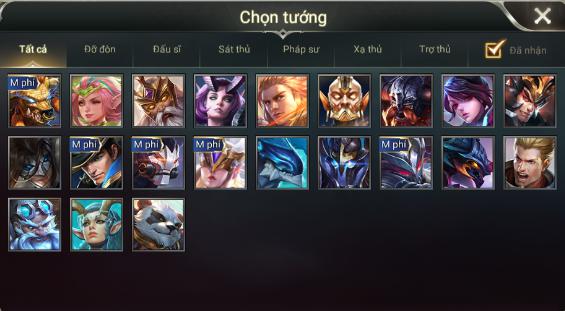 Chọn tướng
Tất cả Đỡ đòn Đấu sĩ Sát thủ Pháp sư Xạ thủ Trợ thủ Đã nhận
M phí
M phí M phí M phí M phí